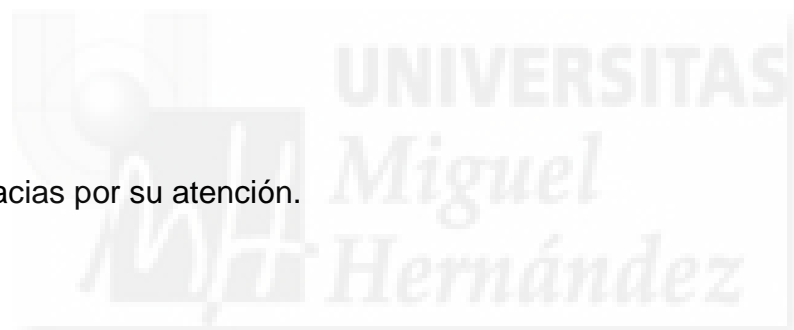 UNIVERSITAS
Miguel
acias por su atención.
Hernández